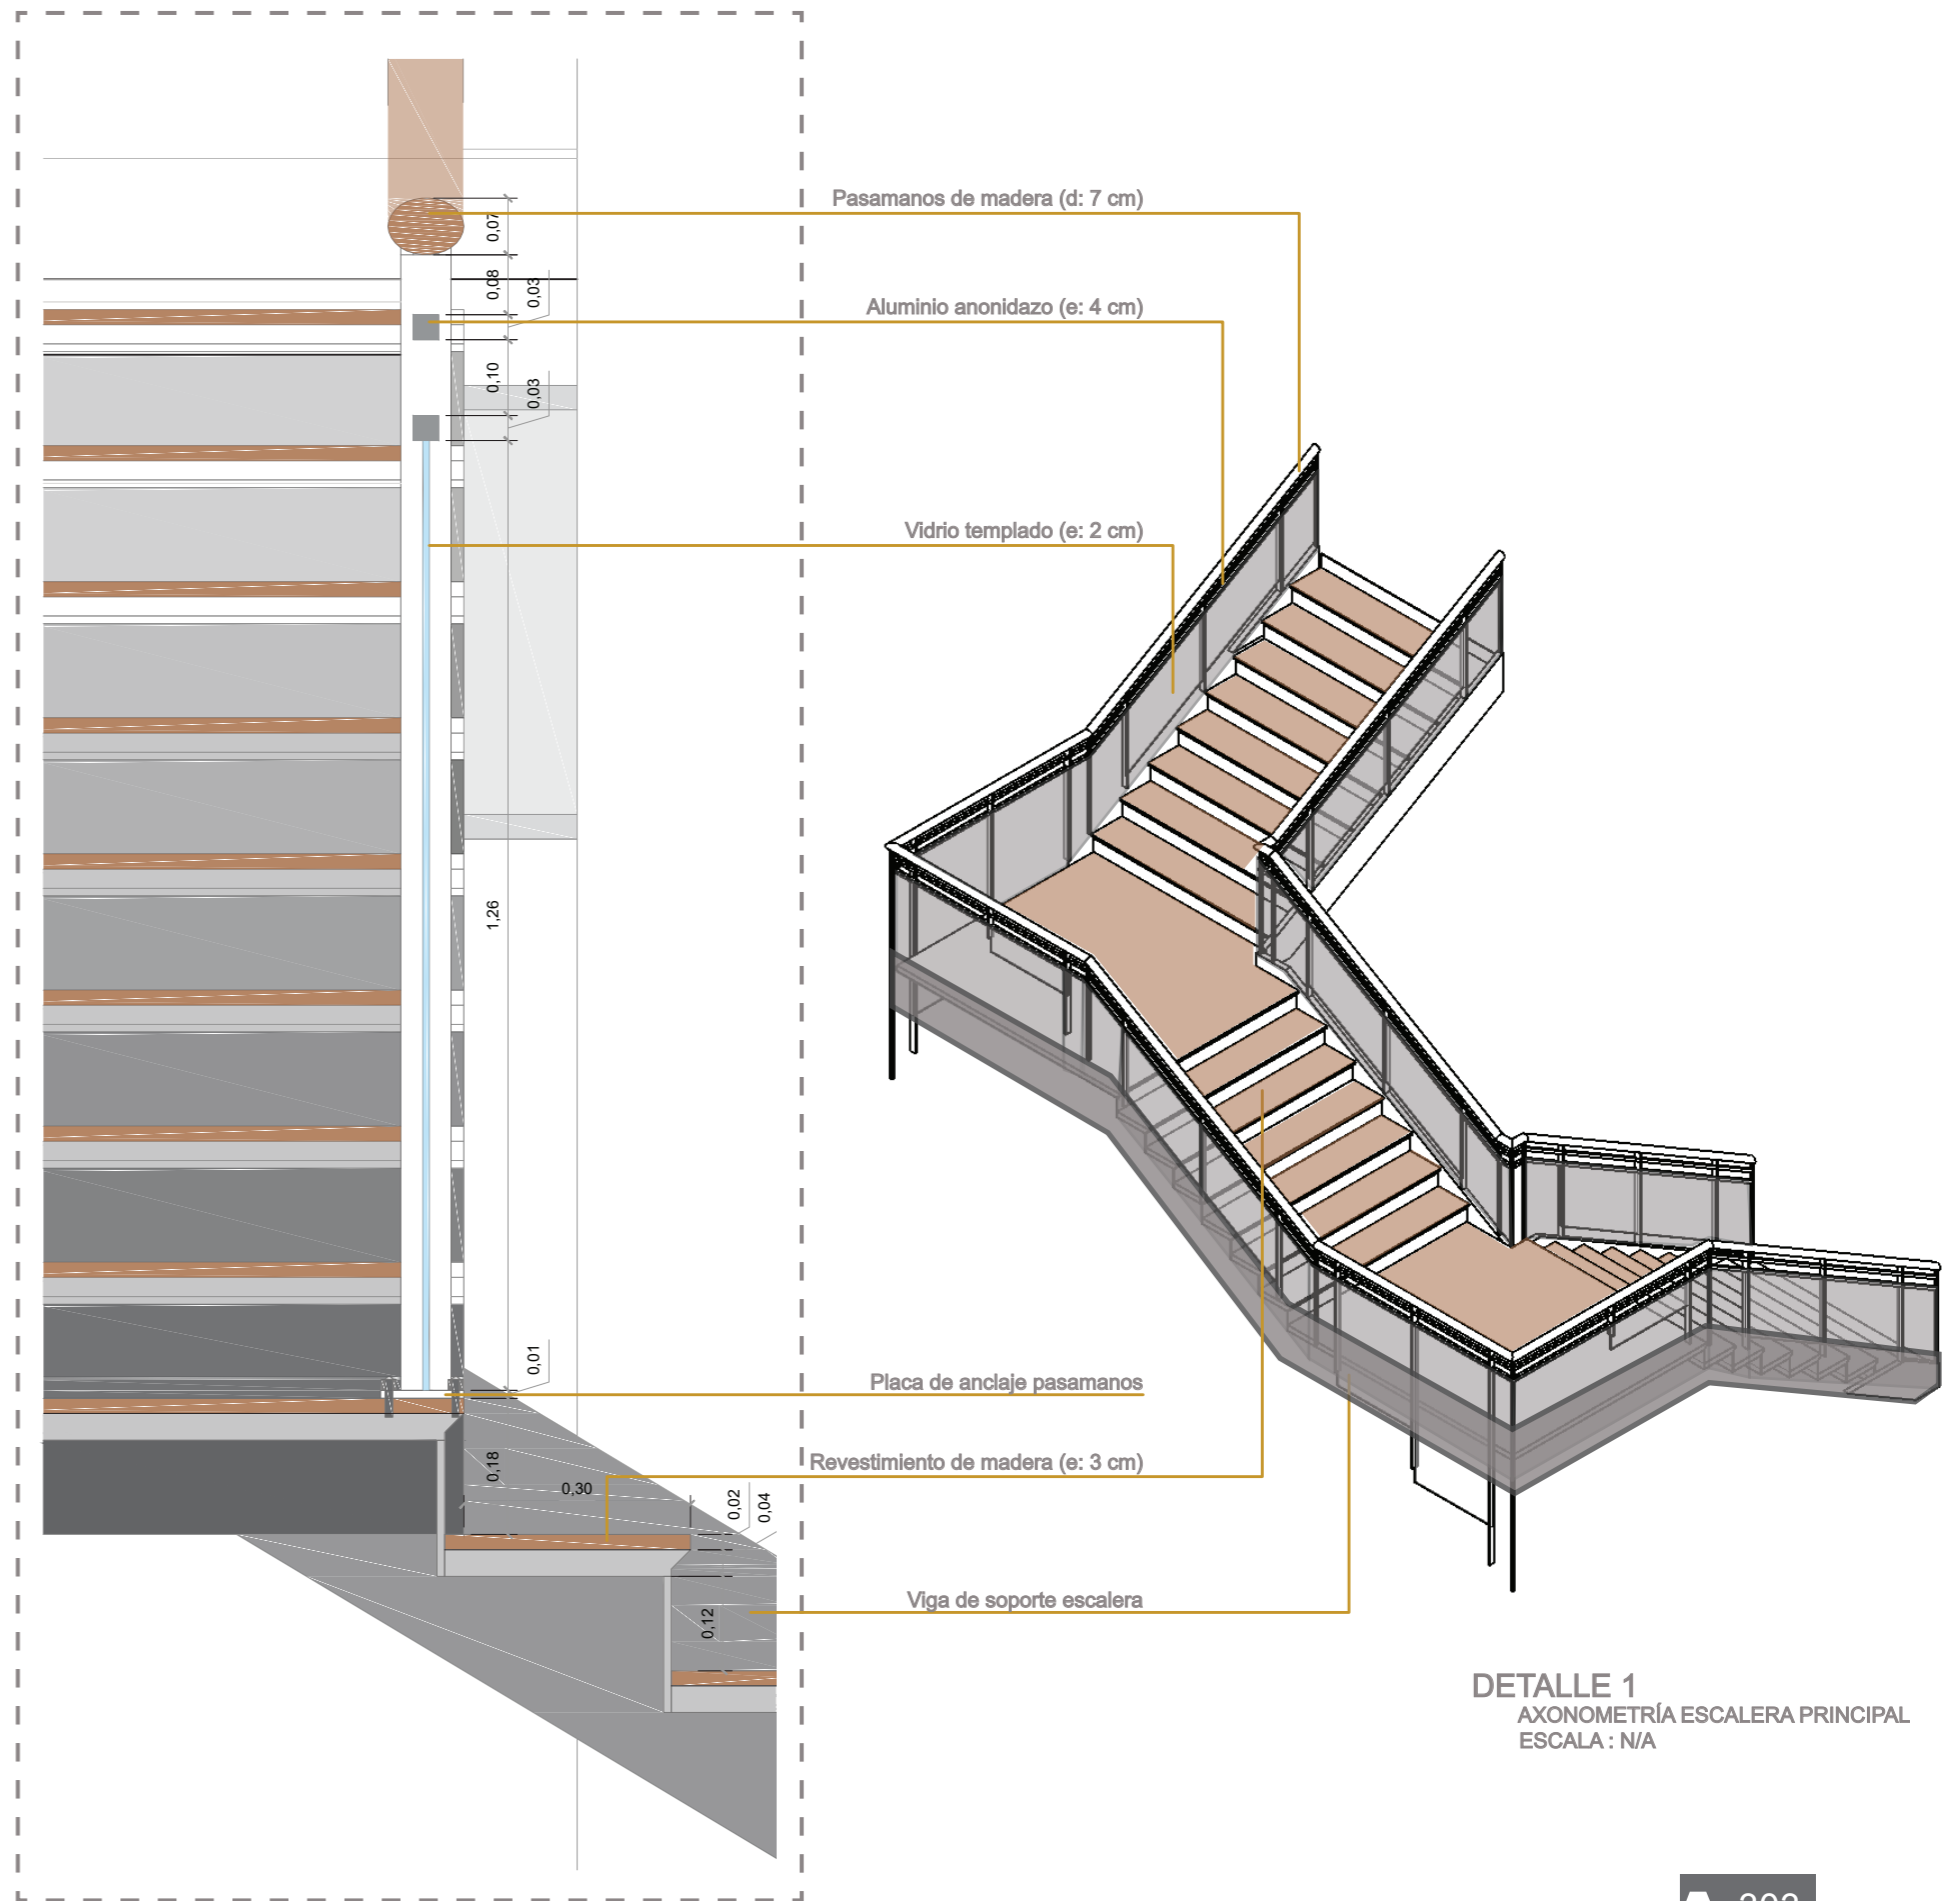 Pasamanos de madera (d: 7 cm)
0,07
0,08
0,03
Aluminio anonidazo (e: 4 cm)
0,10
0,03
Vidrio templado (e: 2 cm)
1,26
0,01
Placa de anclaje pasamanos
0,18
0,30
Revestimiento de madera (e: 3 cm)
0,02
0,04
0,12
Viga de soporte escalera
DETALLE 1
AXONOMETRÍA ESCALERA PRINCIPAL
ESCALA : N/A